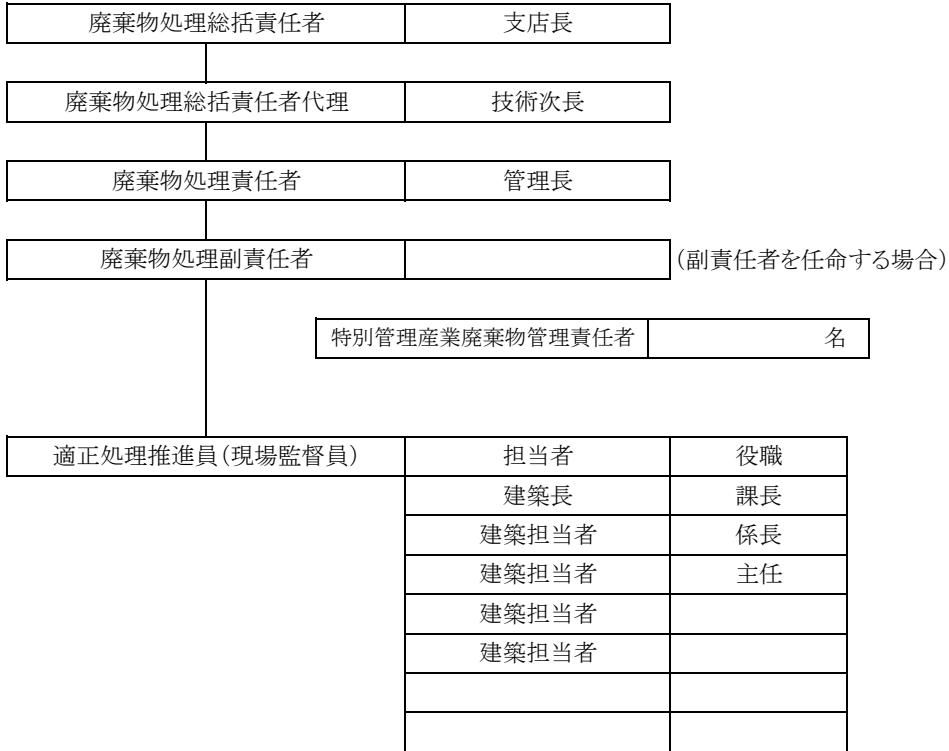 廃棄物処理総括責任者 支店長
廃棄物処理総括責任者代理 技術次長
廃棄物処理責任者 管理長
廃棄物処理副責任者 (副責任者を任命する場合)
特別管理産業廃棄物管理責任者 名
適正処理推進員(現場監督員) 担当者 役職
建築長 課長
建築担当者 係長
建築担当者 主任
建築担当者
建築担当者